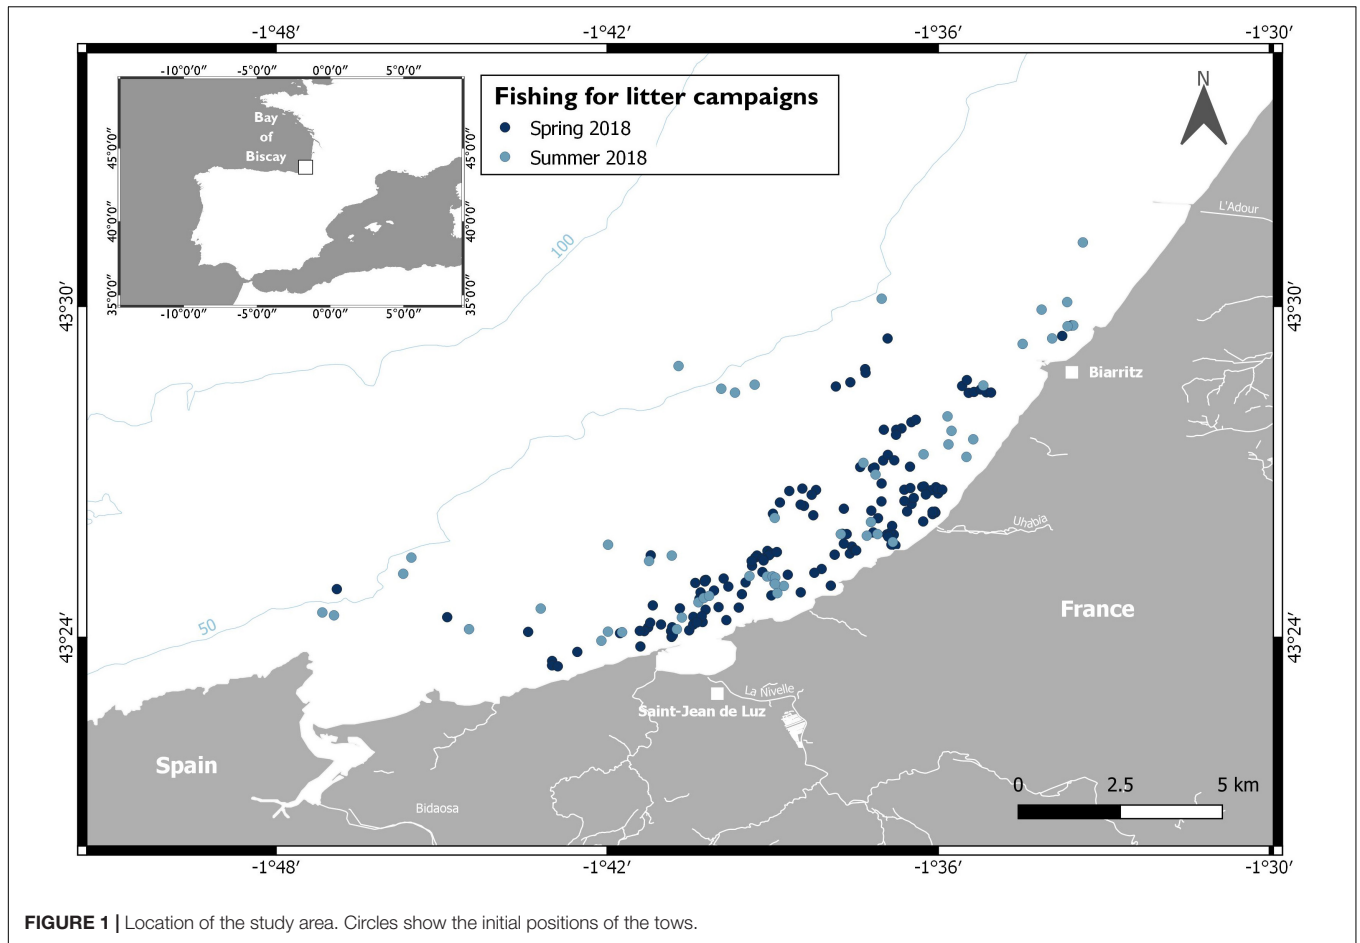 -1°48′ -1°42′ -1°36′ -1°30′
-10°0′0″ -5°0′0″ 0°0′0″ 5°0′0″
Fishing for litter campaigns
Spring 2018
Summer 2018
N
Bay
of
Biscay
45°0′0″ 45°0′0″
40°0′0″ 40°0′0″
35°0′0″ 35°0′0″
-10°0′0″ -5°0′0″ 0°0′0″ 5°0′0″
L'Adour
100
43°30′ 43°30′
Biarritz
Uhabia
50
43°24′ 43°24′
France
La Nivelle
Saint-Jean de Luz
Spain
Bidaosa
0 2.5 5 km
-1°48′ -1°42′ -1°36′ -1°30′
FIGURE 1 | Location of the study area. Circles show the initial positions of the tows.